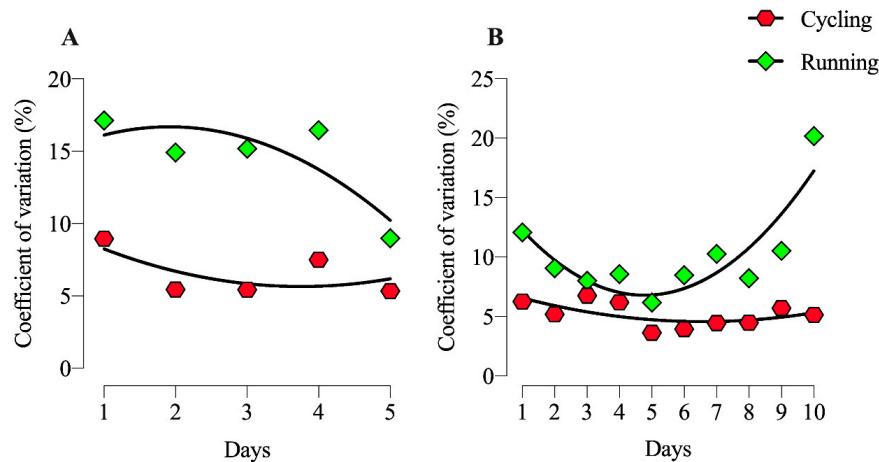 A
B
Cycling
Running
Coefficient of variation (%)
20
15
10
5
0
1 2 3 4 5
Days
Coefficient of variation (%)
25
20
15
10
5
0
1 2 3 4 5 6 7 8 9 10
Days